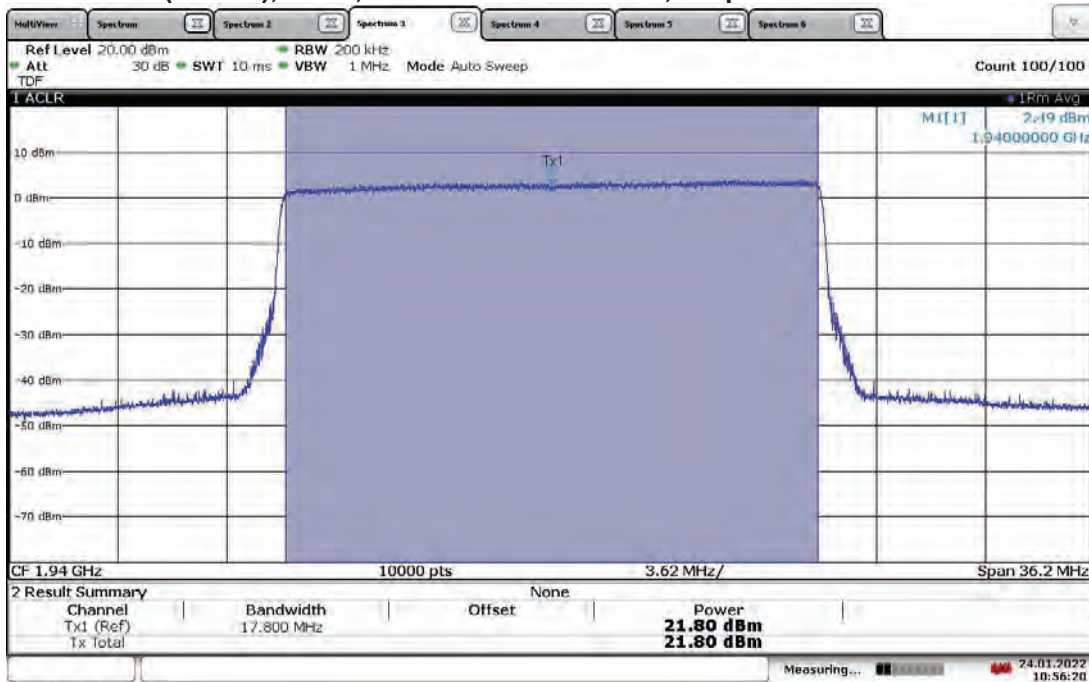 MultiView Spectrum Spectrum 2 Spectrum 3 Spectrum 4 Spectrum 5 Spectrum 6
Ref Level 20.00 dBm RBW 200 kHz
Att 30 dB SWT 10 ms VBW 1 MHz Mode Auto Sweep Count 100/100
TDF
1 ACLR 1Rm Avg
M1[1] 2.49 dBm
1.94000000 GHz
10 dBm
Tx1
0 dBm
-10 dBm
-20 dBm
-30 dBm
-40 dBm
-50 dBm
-60 dBm
-70 dBm
CF 1.94 GHz 10000 pts 3.62 MHz/ Span 36.2 MHz
2 Result Summary None
Channel Bandwidth Offset Power
Tx1 (Ref) 17.800 MHz 21.80 dBm
Tx Total 21.80 dBm
Measuring... 24.01.2022
10:56:20